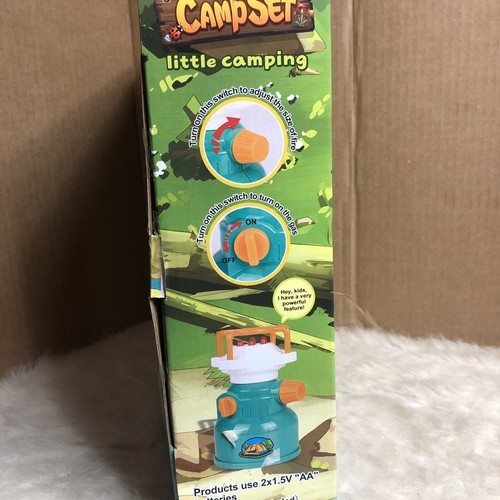 CAMPSET
little camping
Turn on this switch to adjust the size of fire
Turn on this switch to turn on the gas
ON
OFF
Hey, kids,
i have a very
powerful
feature!
Products use 2x1.5V "AA"